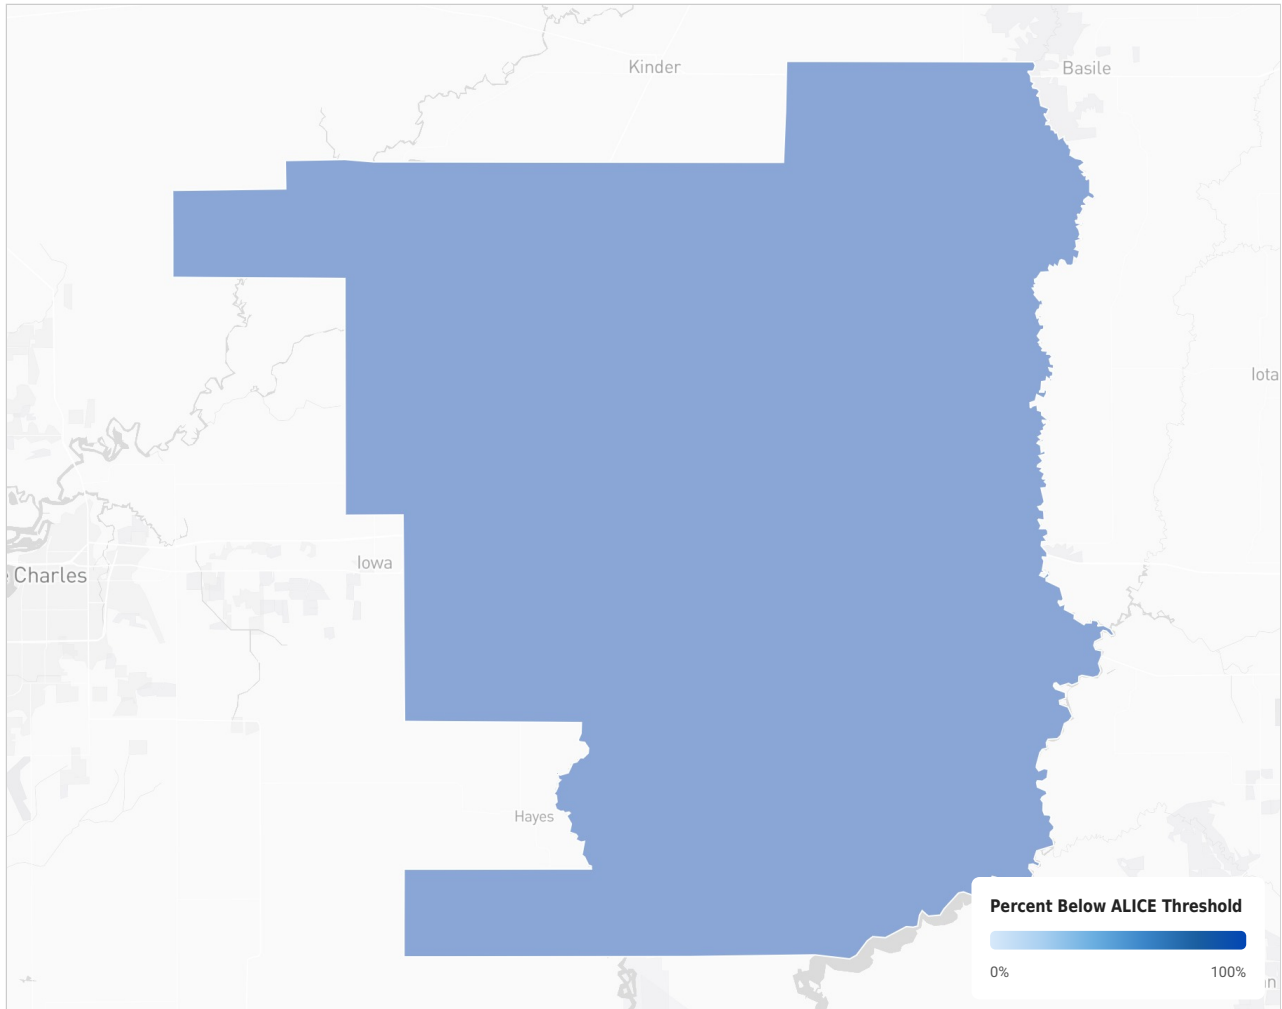 Kinder
Basile
Iota
Iowa
Charles
Hayes
Percent Below ALICE Threshold
0%
100%